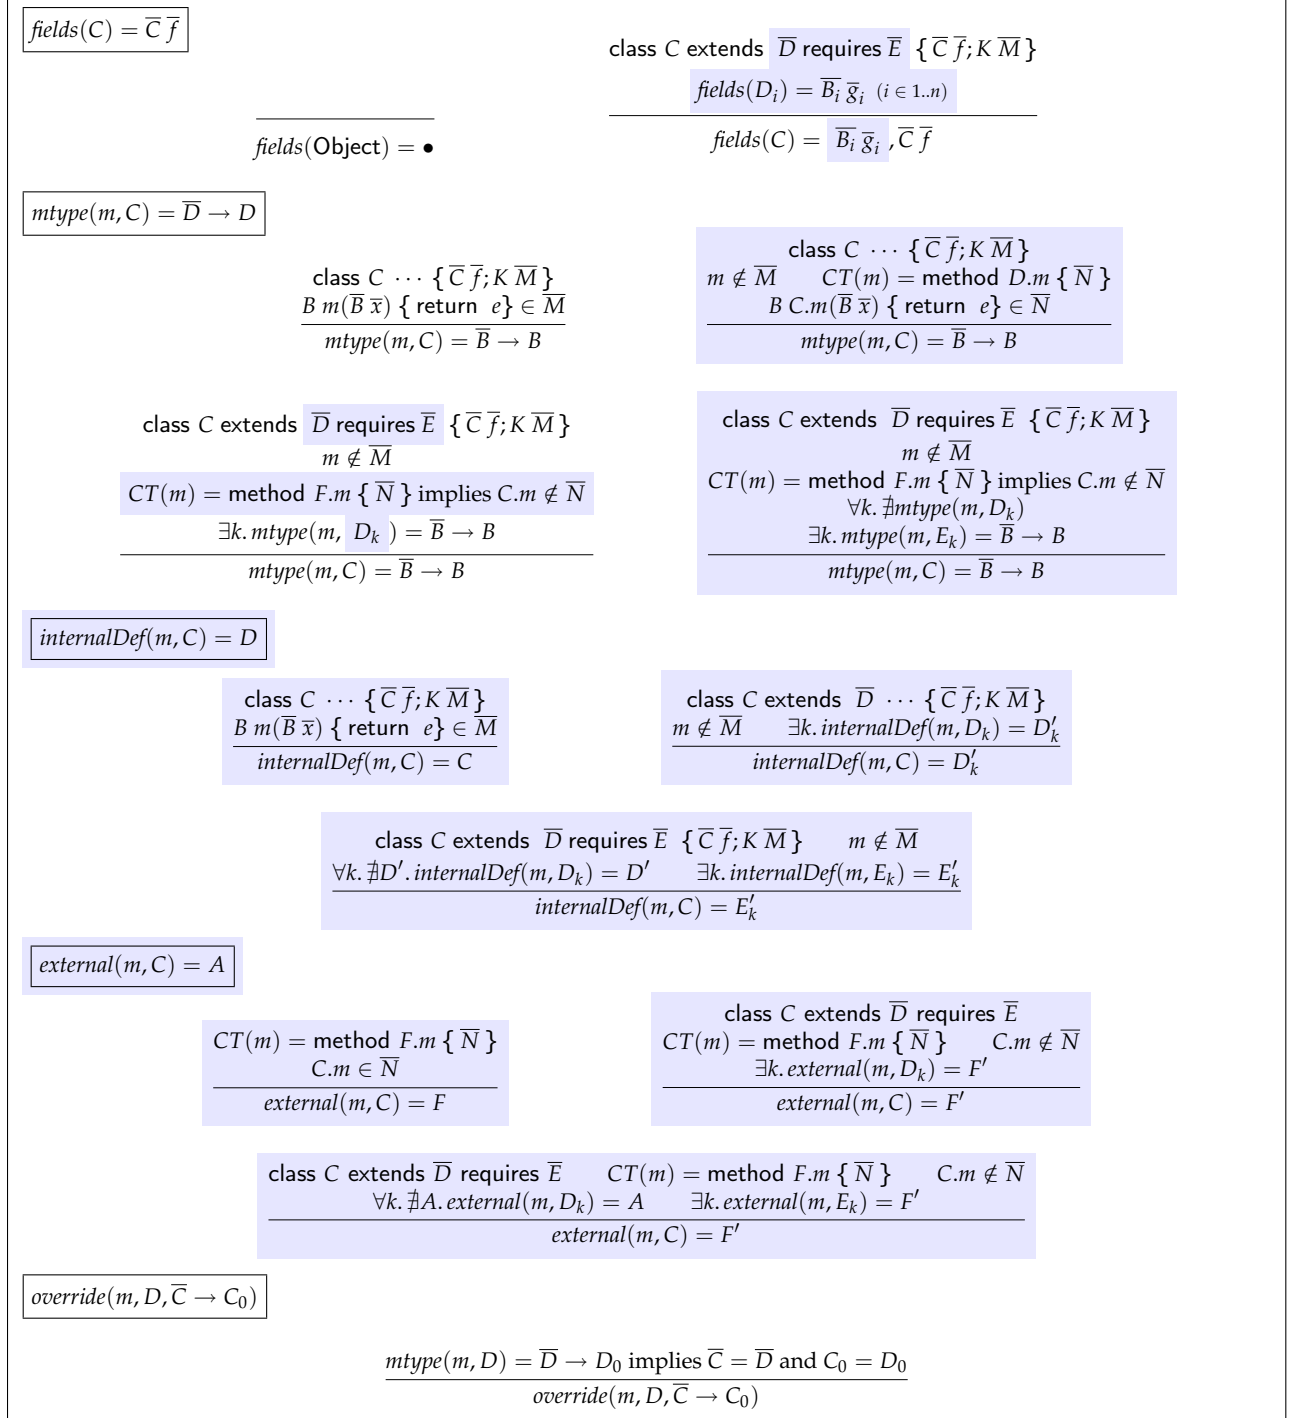 fields(C) = C̅ f̅
class C extends D̅ requires E̅ { C̅ f̅; K M̅ }
fields(Dᵢ) = B̅ᵢ g̅ᵢ (i ∈ 1..n)
fields(Object) = •
fields(C) = B̅ᵢ g̅ᵢ , C̅ f̅
mtype(m, C) = D̅ → D
class C ··· { C̅ f̅; K M̅ }
B m(B̅ x̅) { return e} ∈ M̅
mtype(m, C) = B̅ → B
class C ··· { C̅ f̅; K M̅ }
m ∉ M̅ CT(m) = method D.m { N̅ }
B C.m(B̅ x̅) { return e} ∈ N̅
mtype(m, C) = B̅ → B
class C extends D̅ requires E̅ { C̅ f̅; K M̅ }
m ∉ M̅
CT(m) = method F.m { N̅ } implies C.m ∉ N̅
∃k. mtype(m, Dₖ) = B̅ → B
mtype(m, C) = B̅ → B
class C extends D̅ requires E̅ { C̅ f̅; K M̅ }
m ∉ M̅
CT(m) = method F.m { N̅ } implies C.m ∉ N̅
∀k. ∄mtype(m, Dₖ)
∃k. mtype(m, Eₖ) = B̅ → B
mtype(m, C) = B̅ → B
internalDef(m, C) = D
class C ··· { C̅ f̅; K M̅ }
B m(B̅ x̅) { return e} ∈ M̅
internalDef(m, C) = C
class C extends D̅ ··· { C̅ f̅; K M̅ }
m ∉ M̅ ∃k. internalDef(m, Dₖ) = D′ₖ
internalDef(m, C) = D′ₖ
class C extends D̅ requires E̅ { C̅ f̅; K M̅ } m ∉ M̅
∀k. ∄D′. internalDef(m, Dₖ) = D′ ∃k. internalDef(m, Eₖ) = E′ₖ
internalDef(m, C) = E′ₖ
external(m, C) = A
CT(m) = method F.m { N̅ }
C.m ∈ N̅
external(m, C) = F
class C extends D̅ requires E̅
CT(m) = method F.m { N̅ } C.m ∉ N̅
∃k. external(m, Dₖ) = F′
external(m, C) = F′
class C extends D̅ requires E̅ CT(m) = method F.m { N̅ } C.m ∉ N̅
∀k. ∄A. external(m, Dₖ) = A ∃k. external(m, Eₖ) = F′
external(m, C) = F′
override(m, D, C̅ → C₀)
mtype(m, D) = D̅ → D₀ implies C̅ = D̅ and C₀ = D₀
override(m, D, C̅ → C₀)